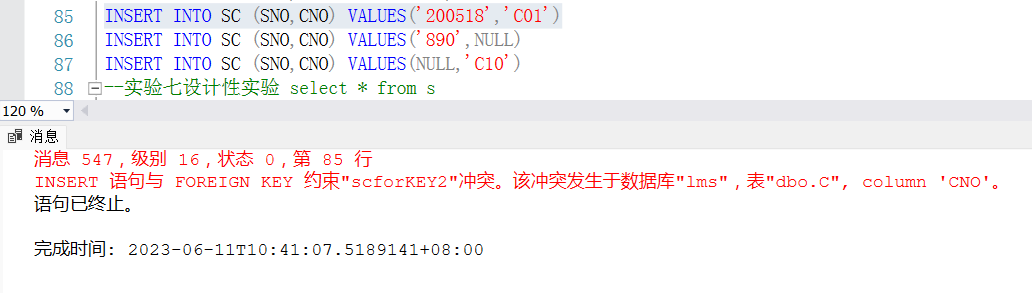 85 INSERT INTO SC (SNO,CNO) VALUES('200518','C01')
86 INSERT INTO SC (SNO,CNO) VALUES('890',NULL)
87 INSERT INTO SC (SNO,CNO) VALUES(NULL,'C10')
88 --实验七设计性实验 select * from s
120 %
消息
消息 547，级别 16，状态 0，第 85 行
INSERT 语句与 FOREIGN KEY 约束"scforKEY2"冲突。该冲突发生于数据库"lms"，表"dbo.C", column 'CNO'。
语句已终止。
完成时间: 2023-06-11T10:41:07.5189141+08:00